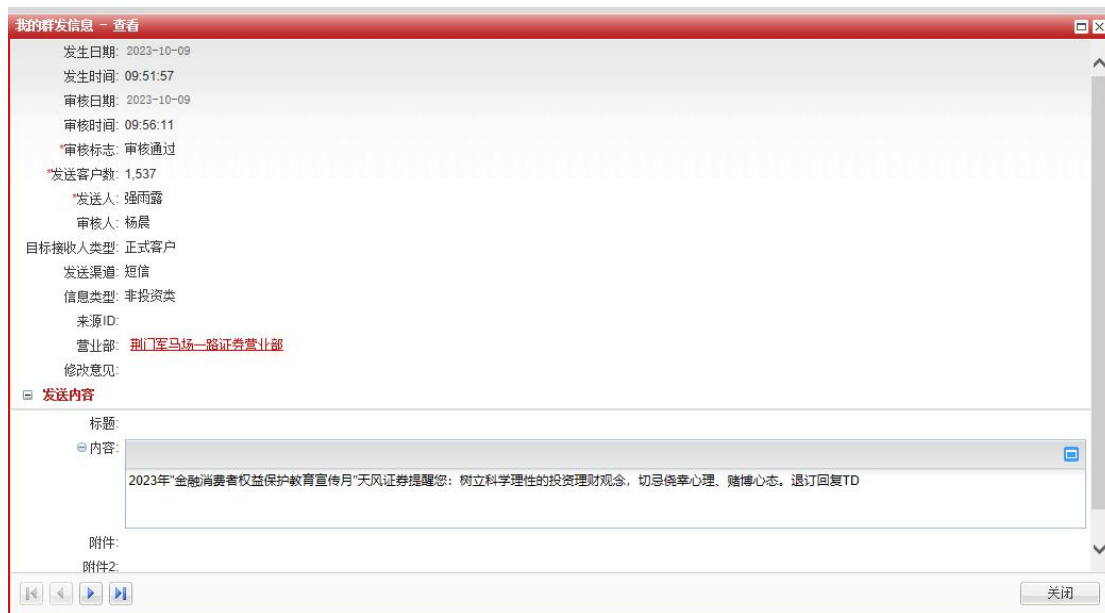 我的群发信息 - 查看
发生日期: 2023-10-09
发生时间: 09:51:57
审核日期: 2023-10-09
审核时间: 09:56:11
*审核标志: 审核通过
*发送客户数: 1,537
*发送人: 强雨露
审核人: 杨晨
目标接收人类型: 正式客户
发送渠道: 短信
信息类型: 非投资类
来源ID:
营业部: 荆门军马场一路证券营业部
修改意见:
发送内容
标题:
内容:
2023年"金融消费者权益保护教育宣传月"天风证券提醒您：树立科学理性的投资理财观念，切忌侥幸心理、赌博心态。退订回复TD
附件:
附件2:
关闭